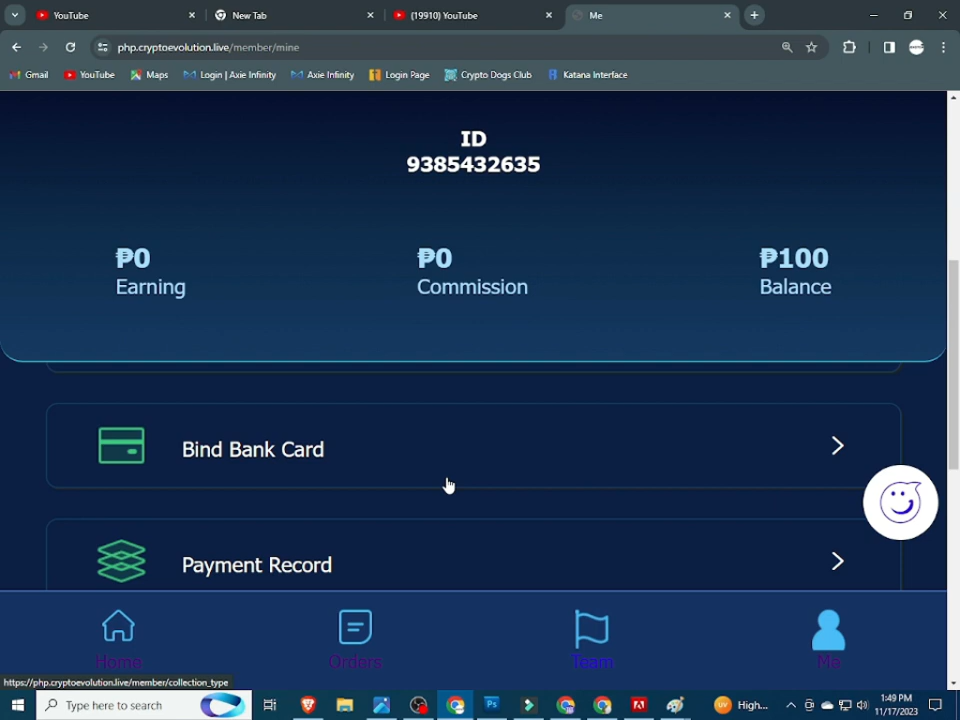 YouTube
New Tab
(19910) YouTube
Me
php.cryptoevolution.live/member/mine
Gmail
YouTube
Maps
Login | Axie Infinity
Axie Infinity
Login Page
Crypto Dogs Club
Katana Interface
ID
9385432635
₱0
₱0
₱100
Earning
Commission
Balance
Bind Bank Card
Payment Record
Home
Orders
Team
Me
https://php.cryptoevolution.live/member/collection_type
Type here to search
Ps
UV
High...
1:49 PM
11/17/2023